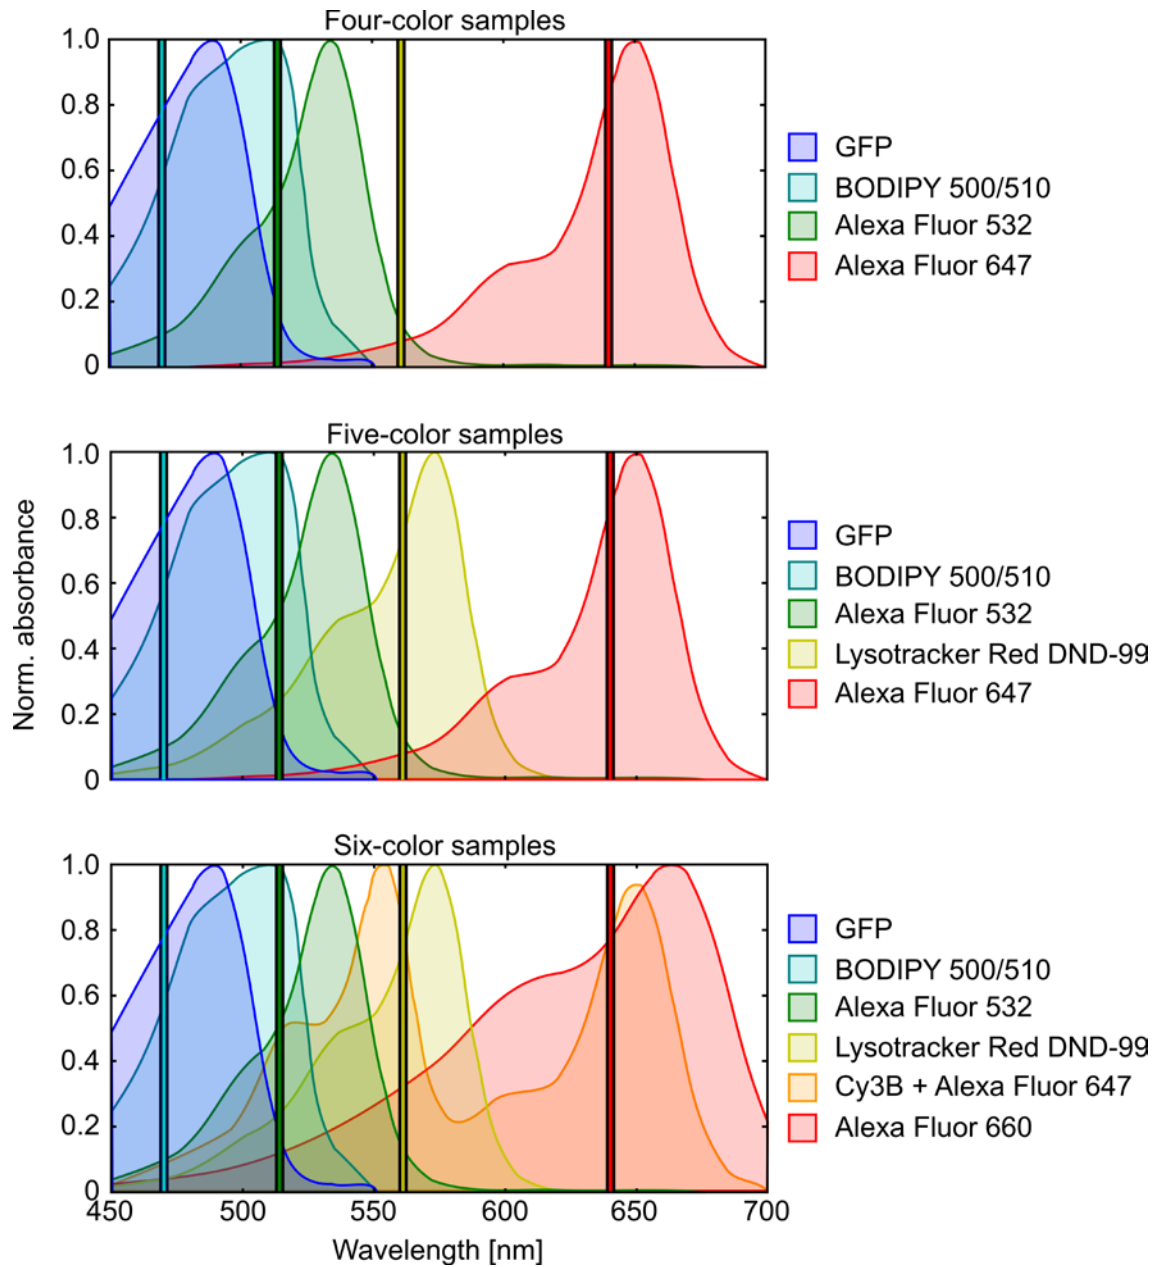 Four-color samples
1.0
0.8
0.6
0.4
0.2
0
GFP
BODIPY 500/510
Alexa Fluor 532
Alexa Fluor 647
Five-color samples
Norm. absorbance
1.0
0.8
0.6
0.4
0.2
0
GFP
BODIPY 500/510
Alexa Fluor 532
Lysotracker Red DND-99
Alexa Fluor 647
Six-color samples
1.0
0.8
0.6
0.4
0.2
0
GFP
BODIPY 500/510
Alexa Fluor 532
Lysotracker Red DND-99
Cy3B + Alexa Fluor 647
Alexa Fluor 660
450 500 550 600 650 700
Wavelength [nm]